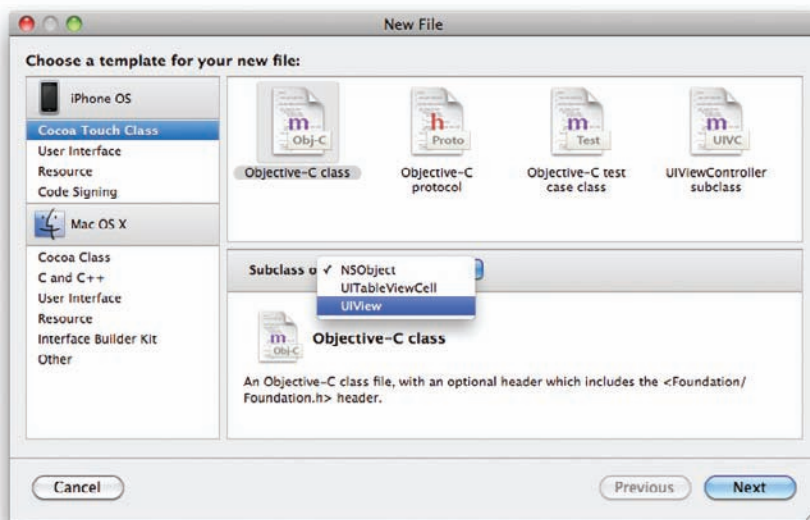 New File
Choose a template for your new file:
iPhone OS
Cocoa Touch Class
User Interface
Resource
Code Signing
Mac OS X
Cocoa Class
C and C++
User Interface
Resource
Interface Builder Kit
Other
m
Obj-C
Objective-C class
h
Proto
Objective-C
protocol
m
Test
Objective-C test
case class
m
UIVC
UIViewController
subclass
Subclass o
✓ NSObject
UITableViewCell
UIView
m
Obj-C
Objective-C class
An Objective-C class file, with an optional header which includes the <Foundation/
Foundation.h> header.
Cancel
Previous
Next